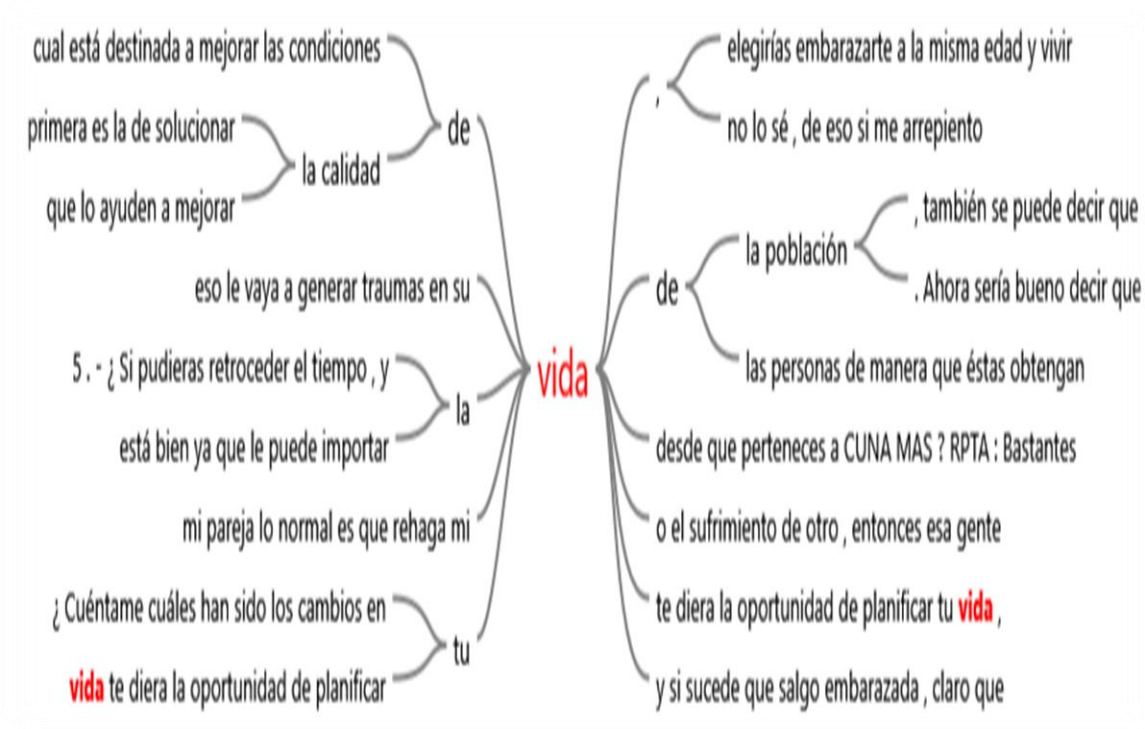 cual está destinada a mejorar las condiciones
primera es la de solucionar
que lo ayuden a mejorar
la calidad
de
eso le vaya a generar traumas en su
5 . - ¿ Si pudieras retroceder el tiempo , y
está bien ya que le puede importar
la
mi pareja lo normal es que rehaga mi
¿ Cuéntame cuáles han sido los cambios en
vida te diera la oportunidad de planificar
tu
vida
,
elegirías embarazarte a la misma edad y vivir
no lo sé , de eso si me arrepiento
de
la población
, también se puede decir que
. Ahora sería bueno decir que
las personas de manera que éstas obtengan
desde que perteneces a CUNA MAS ? RPTA : Bastantes
o el sufrimiento de otro , entonces esa gente
te diera la oportunidad de planificar tu vida ,
y si sucede que salgo embarazada , claro que